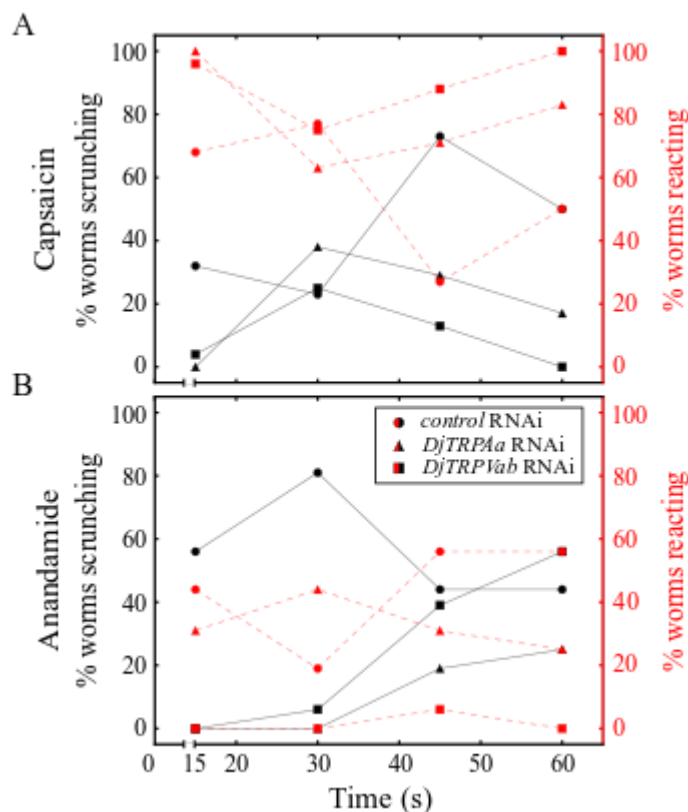 A
100
80
60
40
20
0
Capsaicin
% worms scrunching
100
80
60
40
20
0
% worms reacting
B
100
80
60
40
20
0
Anandamide
% worms scrunching
control RNAi
DjTRPAa RNAi
DjTRPVab RNAi
100
80
60
40
20
0
% worms reacting
0 15 20 30 40 50 60
Time (s)